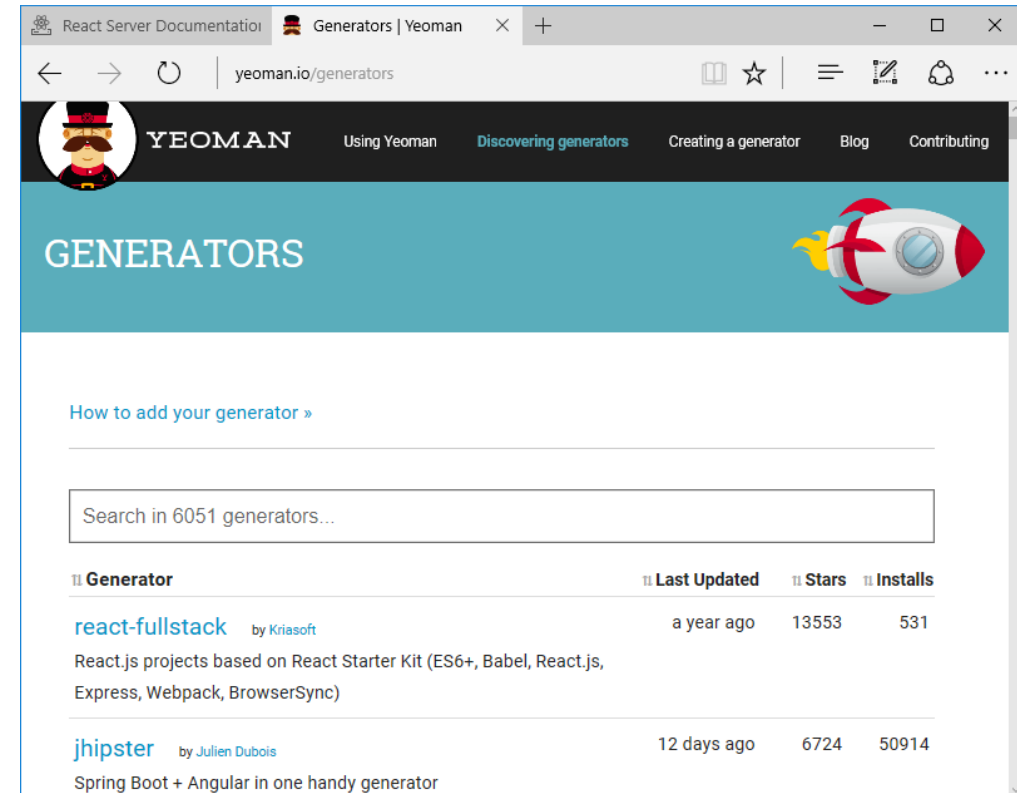 React Server Documentation
Generators | Yeoman
yeoman.io/generators
YEOMAN
Using Yeoman
Discovering generators
Creating a generator
Blog
Contributing
GENERATORS
How to add your generator »
Search in 6051 generators...
Generator
Last Updated
Stars
Installs
react-fullstack by Kriasoft
a year ago
13553
531
React.js projects based on React Starter Kit (ES6+, Babel, React.js,
Express, Webpack, BrowserSync)
jhipster by Julien Dubois
12 days ago
6724
50914
Spring Boot + Angular in one handy generator